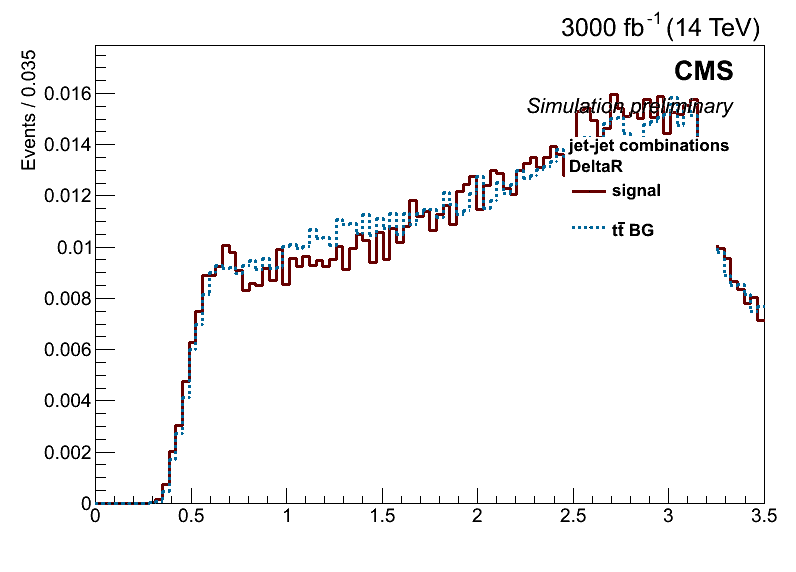 3000 fb-1 (14 TeV)
CMS
Simulation preliminary
Events / 0.035
0.016
0.014
0.012
0.01
0.008
0.006
0.004
0.002
0
jet-jet combinations
DeltaR
signal
tt̄ BG
0 0.5 1 1.5 2 2.5 3 3.5